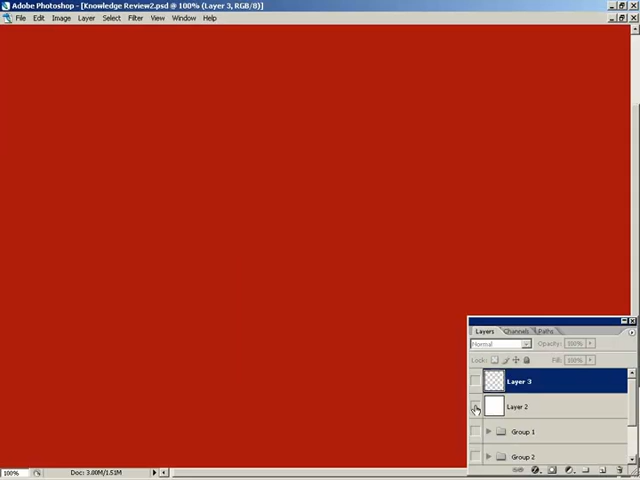 Adobe Photoshop - [Knowledge Review2.psd @ 100% (Layer 3, RGB/8)]
File Edit Image Layer Select Filter View Window Help
Layers Channels Paths
Normal Opacity: 100%
Lock: Fill: 100%
Layer 3
Layer 2
Group 1
Group 2
100% Doc: 3.00M/1.51M